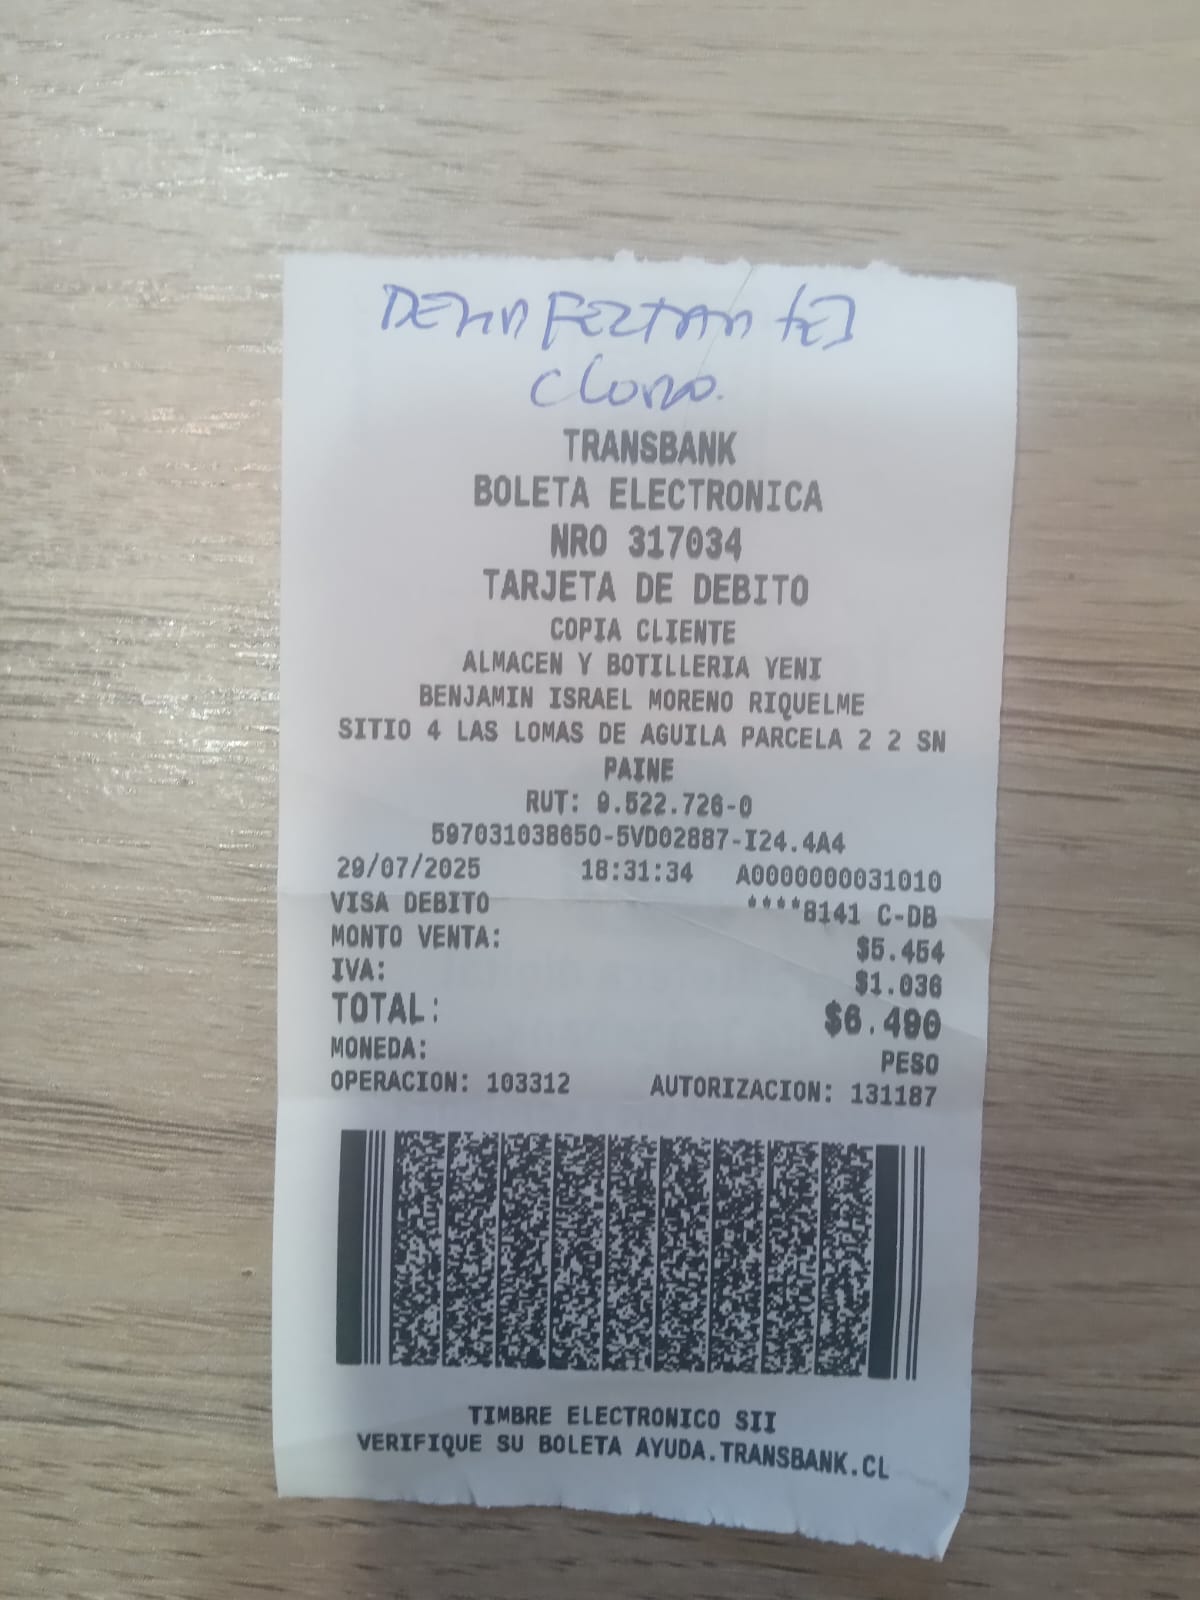 DESINFECTANTES
Cloro.
TRANSBANK
BOLETA ELECTRONICA
NRO 317034
TARJETA DE DEBITO
COPIA CLIENTE
ALMACEN Y BOTILLERIA YENI
BENJAMIN ISRAEL MORENO RIQUELME
SITIO 4 LAS LOMAS DE AGUILA PARCELA 2 2 SN
PAINE
RUT: 9.522.726-0
597031038650-5VD02887-I24.4A4
29/07/2025 18:31:34 A0000000031010
VISA DEBITO ****8141 C-DB
MONTO VENTA: $5.454
IVA: $1.036
TOTAL: $6.490
MONEDA: PESO
OPERACION: 103312 AUTORIZACION: 131187
TIMBRE ELECTRONICO SII
VERIFIQUE SU BOLETA AYUDA.TRANSBANK.CL